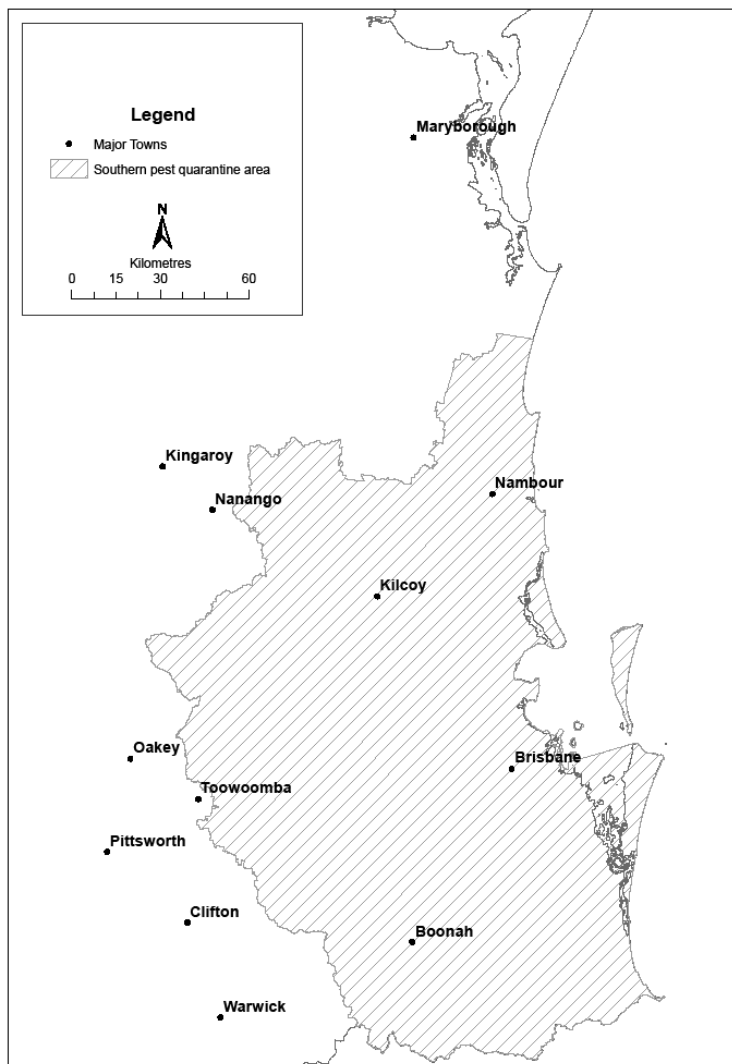 Legend
Major Towns
Southern pest quarantine area
N
Kilometres
0 15 30 60
Maryborough
Kingaroy
Nambour
Nanango
Kilcoy
Oakey
Brisbane
Toowoomba
Pittsworth
Clifton
Boonah
Warwick